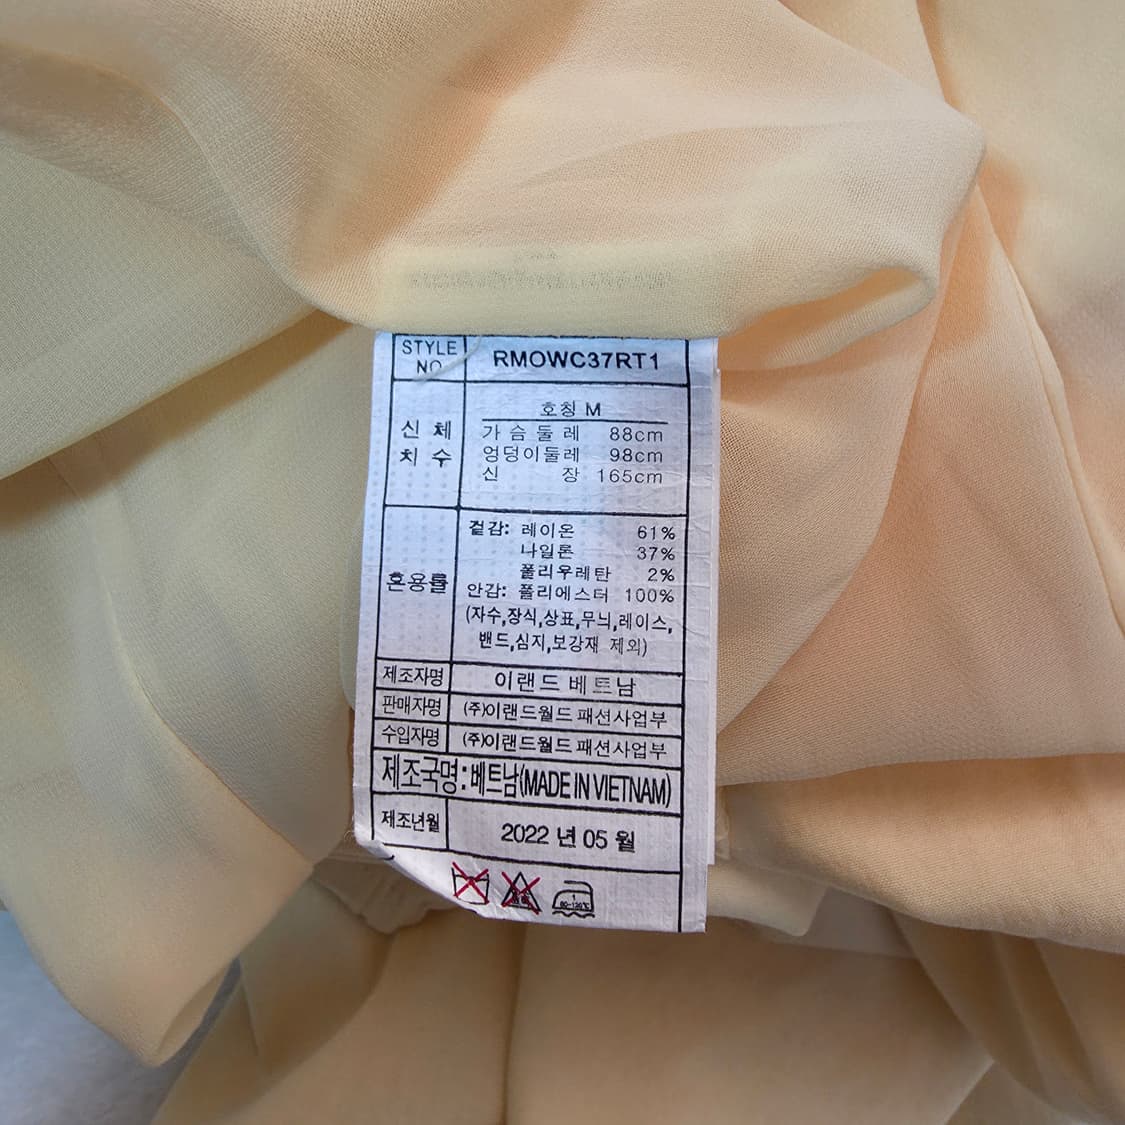 STYLE NO RMOWC37RT1
호칭 M
신 체 치 수
가 슴 둘 레 88cm
엉덩이둘레 98cm
신 장 165cm
혼용률
겉감: 레이온 61%
나일론 37%
폴리우레탄 2%
안감: 폴리에스터 100%
(자수,장식,상표,무늬,레이스,
밴드,심지,보강재 제외)
제조자명 이랜드 베트남
판매자명 (주)이랜드월드 패션사업부
수입자명 (주)이랜드월드 패션사업부
제조국명:베트남(MADE IN VIETNAM)
제조년월 2022 년 05 월
1
80-120℃